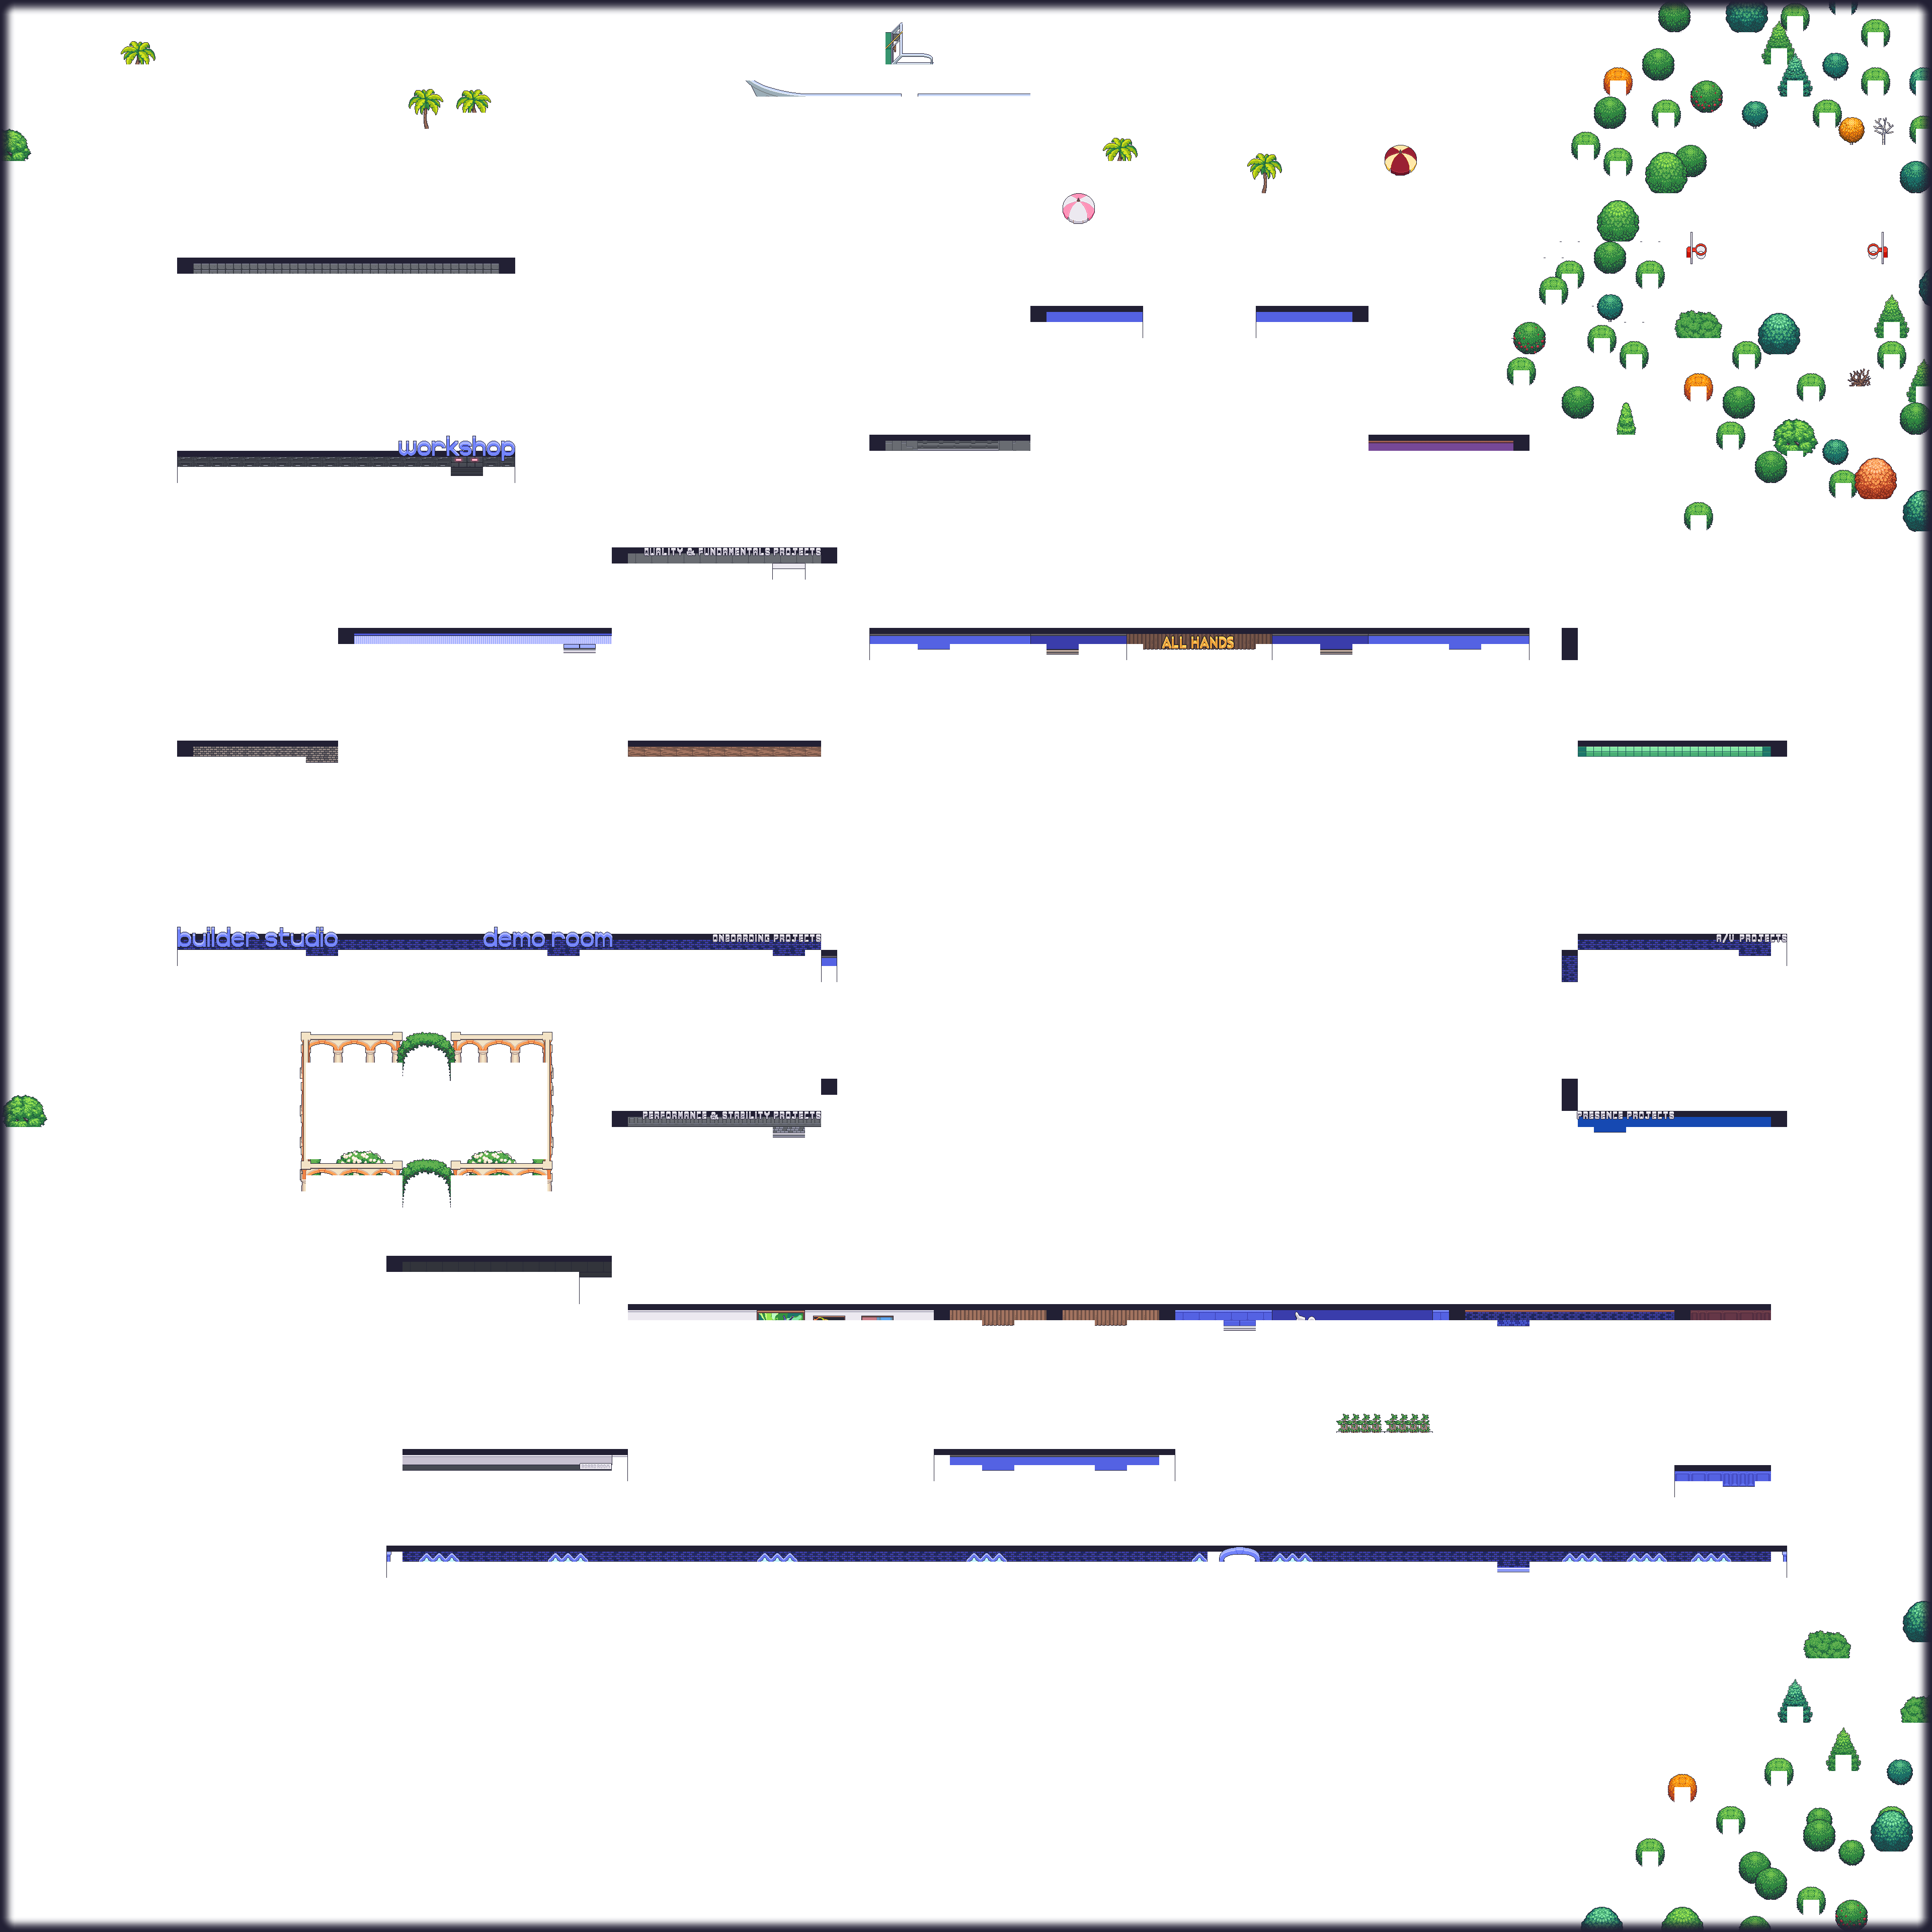 workshop
QUALITY & FUNDAMENTALS PROJECTS
ALL HANDS
builder studio
demo room
ONBOARDING PROJECTS
A/V PROJECTS
PERFORMANCE & STABILITY PROJECTS
PRESENCE PROJECTS